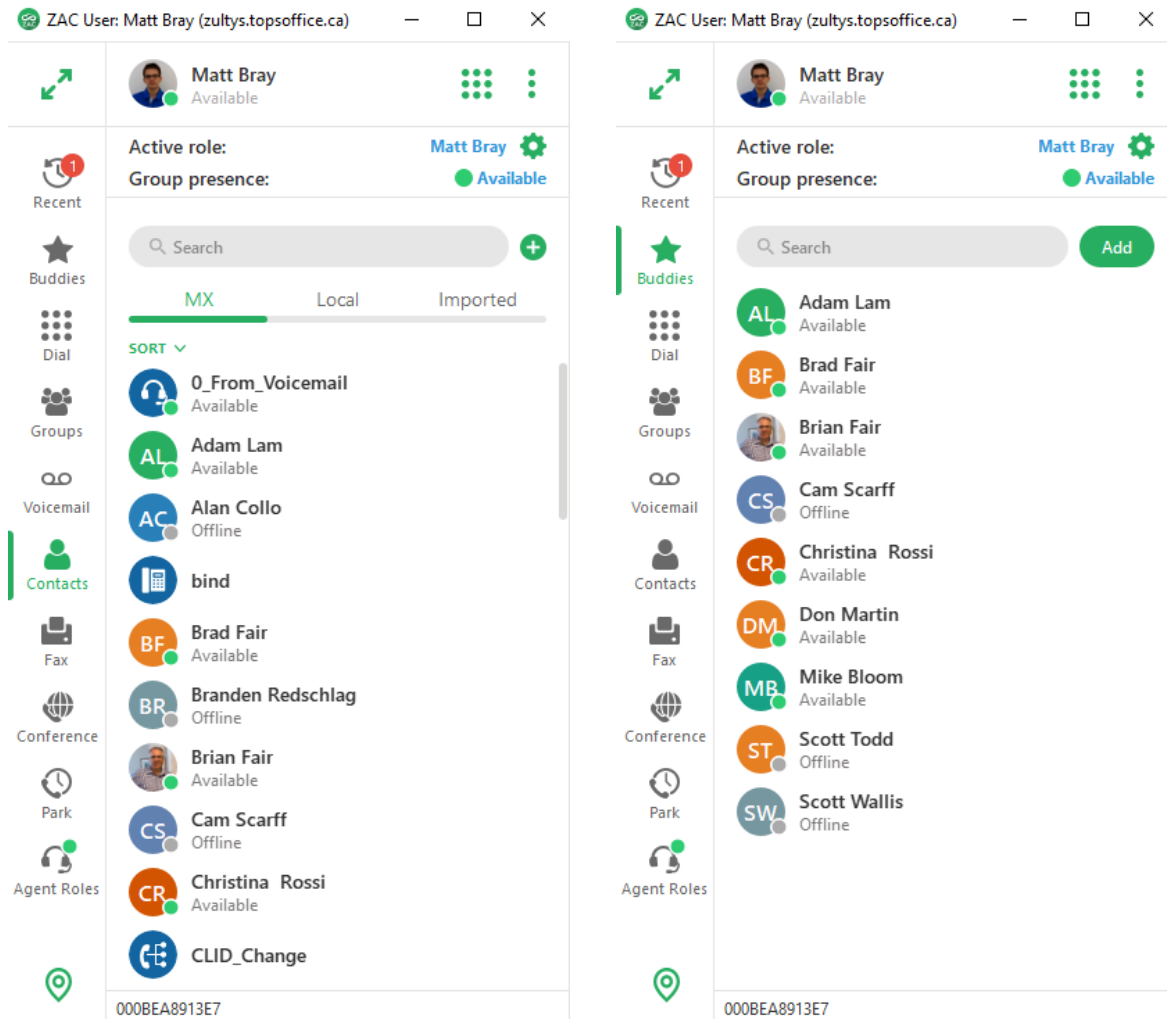 ZAC User: Matt Bray (zultys.topsoffice.ca)
Matt Bray
Available
Active role:
Matt Bray
Group presence:
Available
1
Recent
Buddies
Dial
Groups
Voicemail
Contacts
Fax
Conference
Park
Agent Roles
Search
MX
Local
Imported
SORT
0_From_Voicemail
Available
AL
Adam Lam
Available
AC
Alan Collo
Offline
bind
BF
Brad Fair
Available
BR
Branden Redschlag
Offline
Brian Fair
Available
CS
Cam Scarff
Offline
CR
Christina  Rossi
Available
CLID_Change
000BEA8913E7
ZAC User: Matt Bray (zultys.topsoffice.ca)
Matt Bray
Available
Active role:
Matt Bray
Group presence:
Available
1
Recent
Buddies
Dial
Groups
Voicemail
Contacts
Fax
Conference
Park
Agent Roles
Search
Add
AL
Adam Lam
Available
BF
Brad Fair
Available
Brian Fair
Available
CS
Cam Scarff
Offline
CR
Christina  Rossi
Available
DM
Don Martin
Available
MB
Mike Bloom
Available
ST
Scott Todd
Offline
SW
Scott Wallis
Offline
000BEA8913E7